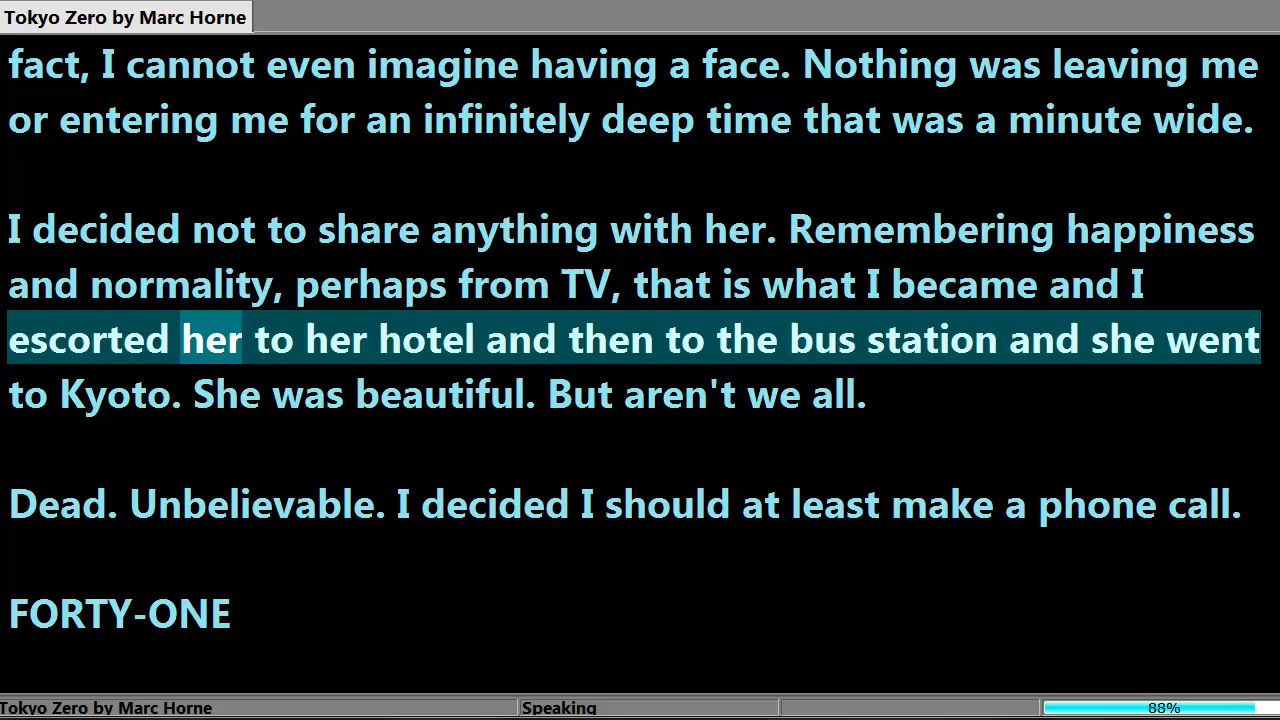 Tokyo Zero by Marc Horne
fact, I cannot even imagine having a face. Nothing was leaving me
or entering me for an infinitely deep time that was a minute wide.
I decided not to share anything with her. Remembering happiness
and normality, perhaps from TV, that is what I became and I
escorted her to her hotel and then to the bus station and she went
to Kyoto. She was beautiful. But aren't we all.
Dead. Unbelievable. I decided I should at least make a phone call.
FORTY-ONE
Tokyo Zero by Marc Horne
Speaking
88%